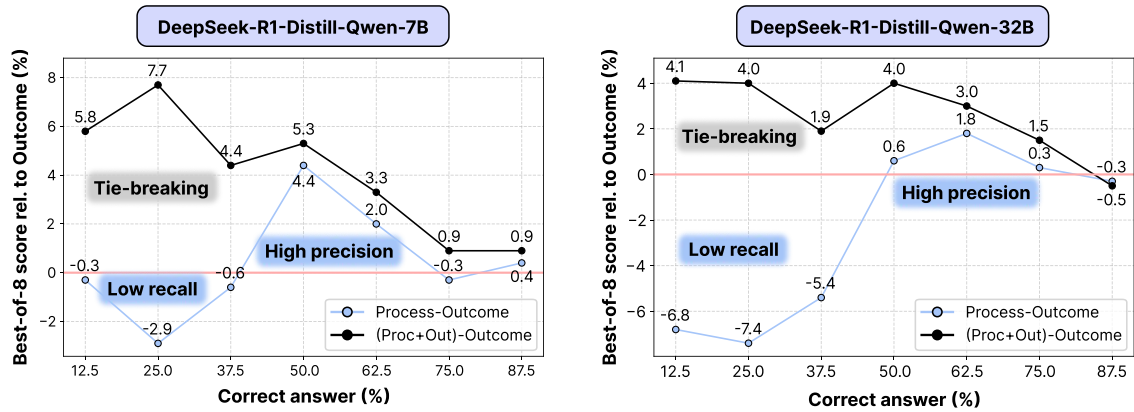 DeepSeek-R1-Distill-Qwen-7B
Best-of-8 score rel. to Outcome (%)
8
6
4
2
0
−2
5.8
7.7
4.4
5.3
3.3
0.9
0.9
-0.3
-2.9
-0.6
4.4
2.0
-0.3
0.4
Tie-breaking
High precision
Low recall
Process-Outcome
(Proc+Out)-Outcome
12.5 25.0 37.5 50.0 62.5 75.0 87.5
Correct answer (%)
DeepSeek-R1-Distill-Qwen-32B
Best-of-8 score rel. to Outcome (%)
4
2
0
−2
−4
−6
4.1
4.0
1.9
4.0
3.0
1.5
-0.5
-6.8
-7.4
-5.4
0.6
1.8
0.3
-0.3
Tie-breaking
High precision
Low recall
Process-Outcome
(Proc+Out)-Outcome
12.5 25.0 37.5 50.0 62.5 75.0 87.5
Correct answer (%)